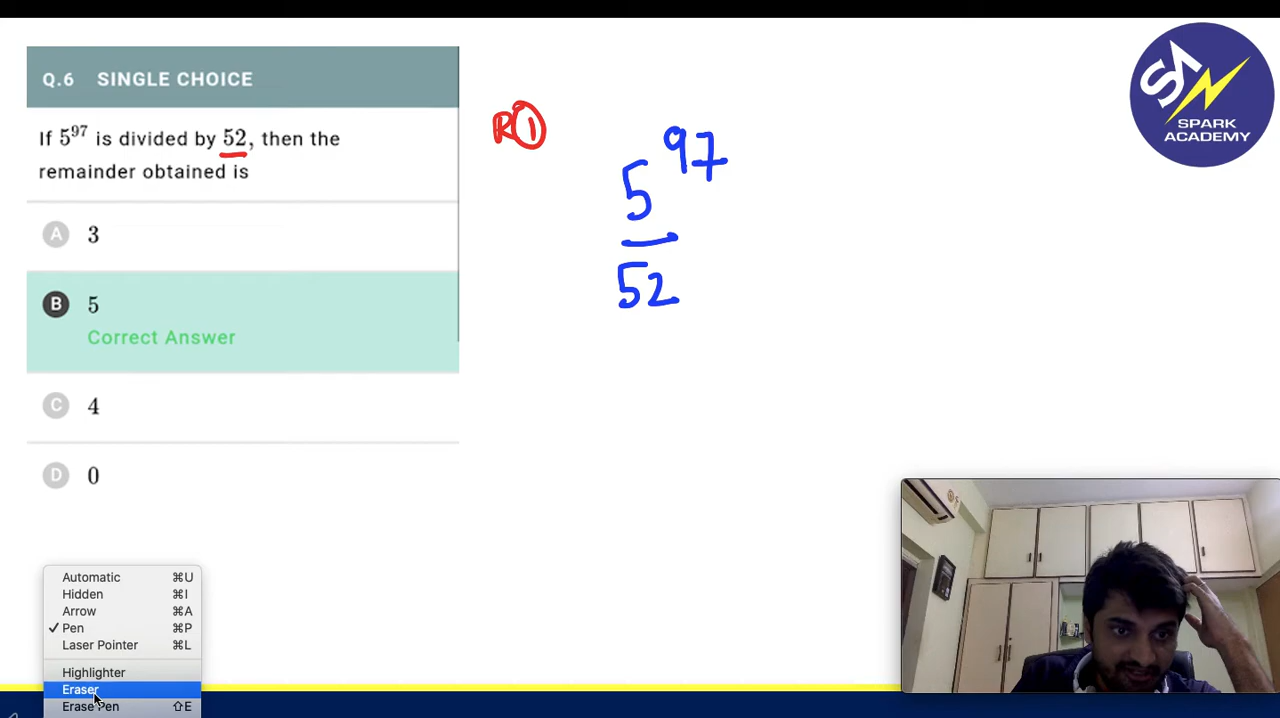 Q.6 SINGLE CHOICE
If 5^97 is divided by 52, then the
remainder obtained is
A 3
B 5
Correct Answer
C 4
D 0
R①
5^97
52
SPARK
ACADEMY
Automatic ⌘U
Hidden ⌘I
Arrow ⌘A
✓ Pen ⌘P
Laser Pointer ⌘L
Highlighter
Eraser
Erase Pen ⇧E